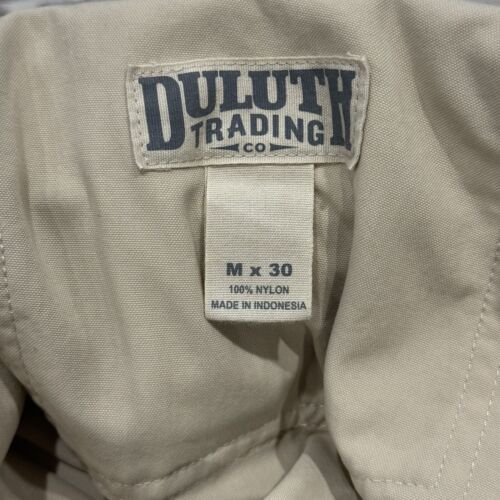 DULUTH
TRADING
CO
M x 30
100% NYLON
MADE IN INDONESIA